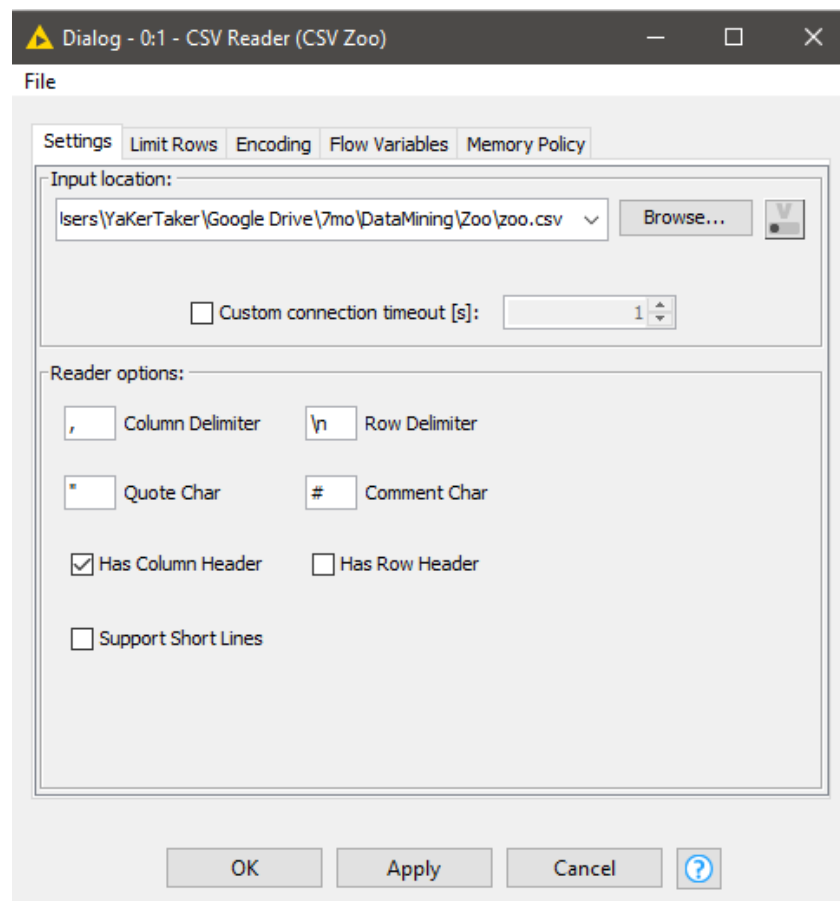 Dialog - 0:1 - CSV Reader (CSV Zoo)
File
Settings Limit Rows Encoding Flow Variables Memory Policy
Input location:
sers\YaKerTaker\Google Drive\7mo\DataMining\Zoo\zoo.csv Browse... V
Custom connection timeout [s]: 1
Reader options:
, Column Delimiter \n Row Delimiter
" Quote Char # Comment Char
Has Column Header Has Row Header
Support Short Lines
OK Apply Cancel ?